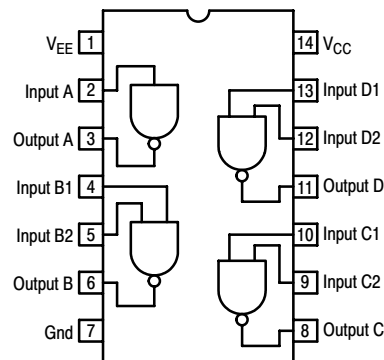 VEE 1
14 VCC
Input A 2
13 Input D1
Output A 3
12 Input D2
Input B1 4
11 Output D
Input B2 5
10 Input C1
Output B 6
9 Input C2
Gnd 7
8 Output C